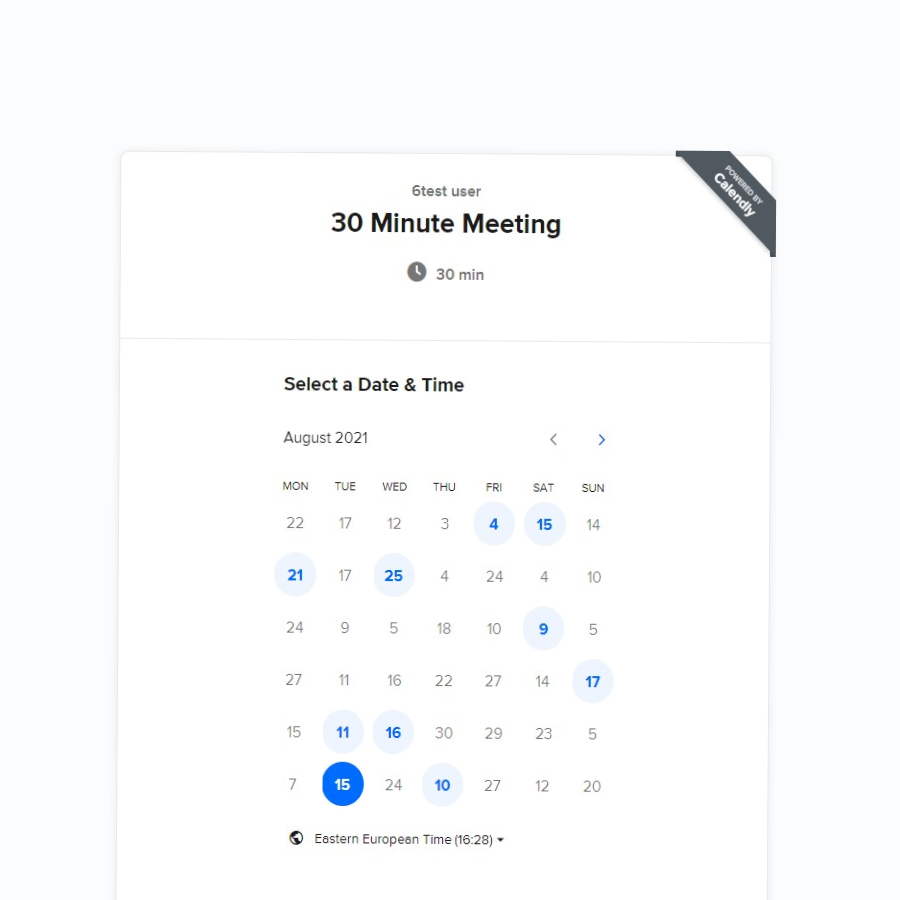 POWERED BY
Calendly
6test user
30 Minute Meeting
30 min
Select a Date & Time
August 2021
MON TUE WED THU FRI SAT SUN
22 17 12 3 4 15 14
21 17 25 4 24 4 10
24 9 5 18 10 9 5
27 11 16 22 27 14 17
15 11 16 30 29 23 5
7 15 24 10 27 12 20
Eastern European Time (16:28)